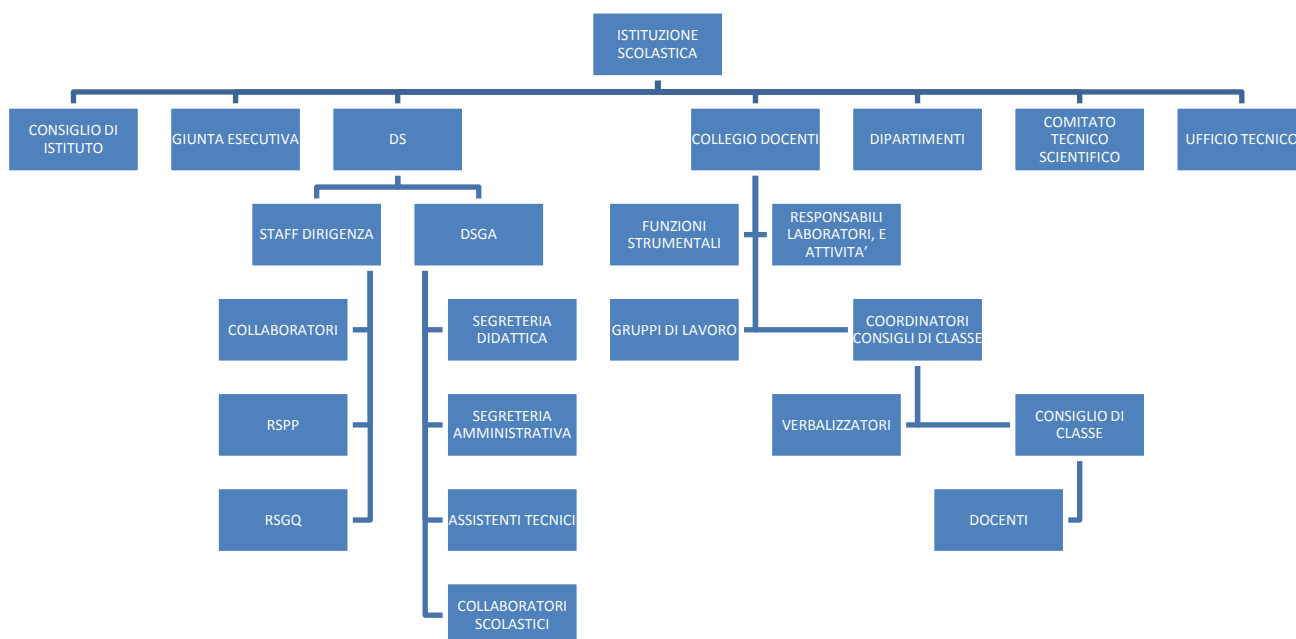 ISTITUZIONE
SCOLASTICA
CONSIGLIO DI
ISTITUTO
GIUNTA ESECUTIVA
DS
COLLEGIO DOCENTI
DIPARTIMENTI
COMITATO
TECNICO
SCIENTIFICO
UFFICIO TECNICO
STAFF DIRIGENZA
DSGA
FUNZIONI
STRUMENTALI
RESPONSABILI
LABORATORI, E
ATTIVITA’
COLLABORATORI
SEGRETERIA
DIDATTICA
GRUPPI DI LAVORO
COORDINATORI
CONSIGLI DI CLASSE
RSPP
SEGRETERIA
AMMINISTRATIVA
VERBALIZZATORI
CONSIGLIO DI
CLASSE
RSGQ
ASSISTENTI TECNICI
DOCENTI
COLLABORATORI
SCOLASTICI